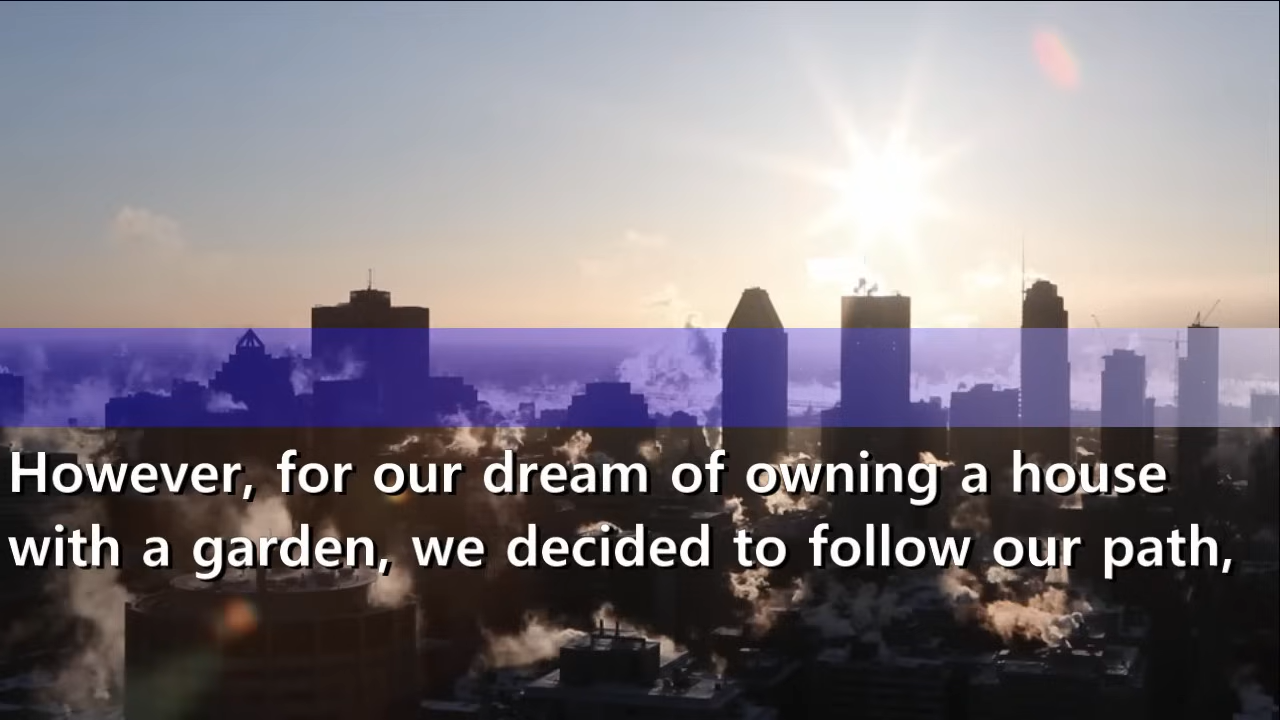 However, for our dream of owning a house
with a garden, we decided to follow our path,